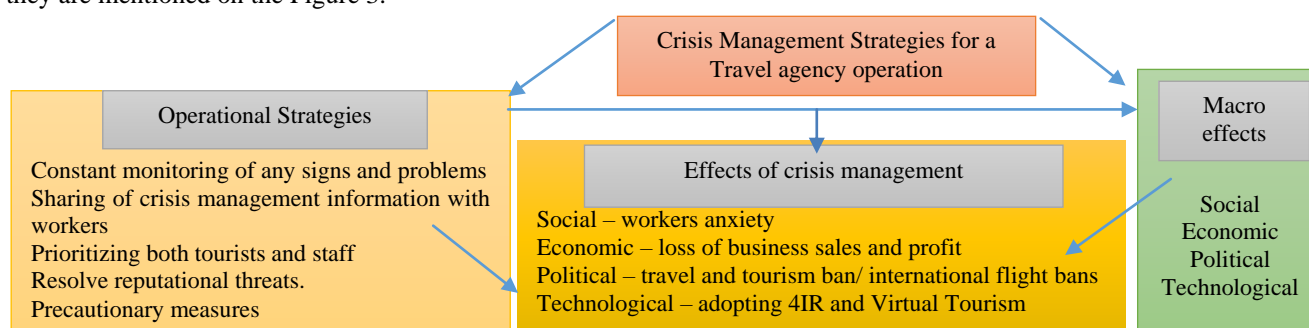 they are mentioned on the Figure 3.
Crisis Management Strategies for a
Travel agency operation
Operational Strategies
Constant monitoring of any signs and problems
Sharing of crisis management information with
workers
Prioritizing both tourists and staff
Resolve reputational threats.
Precautionary measures
Effects of crisis management
Social – workers anxiety
Economic – loss of business sales and profit
Political – travel and tourism ban/ international flight bans
Technological – adopting 4IR and Virtual Tourism
Macro
effects
Social
Economic
Political
Technological